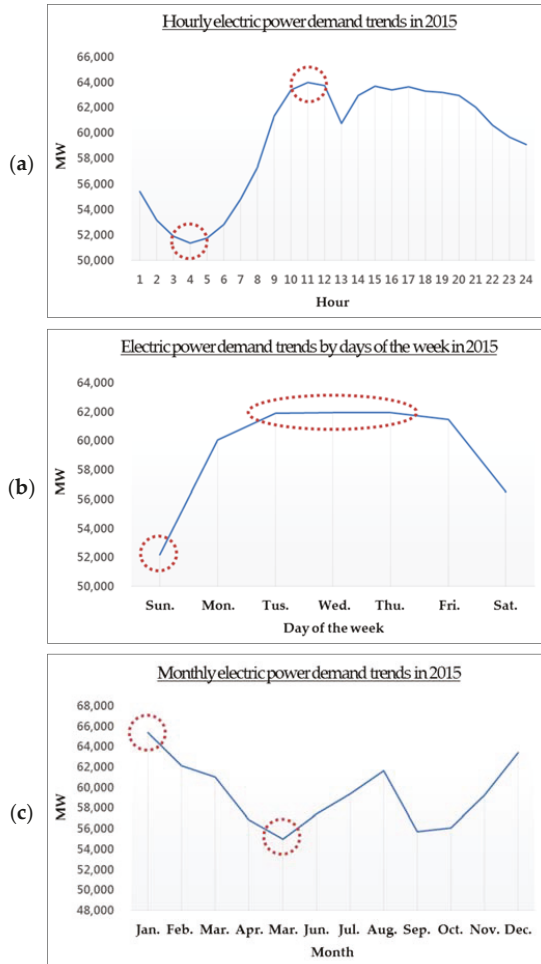 (a)
Hourly electric power demand trends in 2015
66,000
64,000
62,000
60,000
58,000
56,000
54,000
52,000
50,000
MW
1 2 3 4 5 6 7 8 9 10 11 12 13 14 15 16 17 18 19 20 21 22 23 24
Hour
(b)
Electric power demand trends by days of the week in 2015
64,000
62,000
60,000
58,000
56,000
54,000
52,000
50,000
MW
Sun. Mon. Tus. Wed. Thu. Fri. Sat.
Day of the week
(c)
Monthly electric power demand trends in 2015
68,000
66,000
64,000
62,000
60,000
58,000
56,000
54,000
52,000
50,000
48,000
MW
Jan. Feb. Mar. Apr. Mar. Jun. Jul. Aug. Sep. Oct. Nov. Dec.
Month